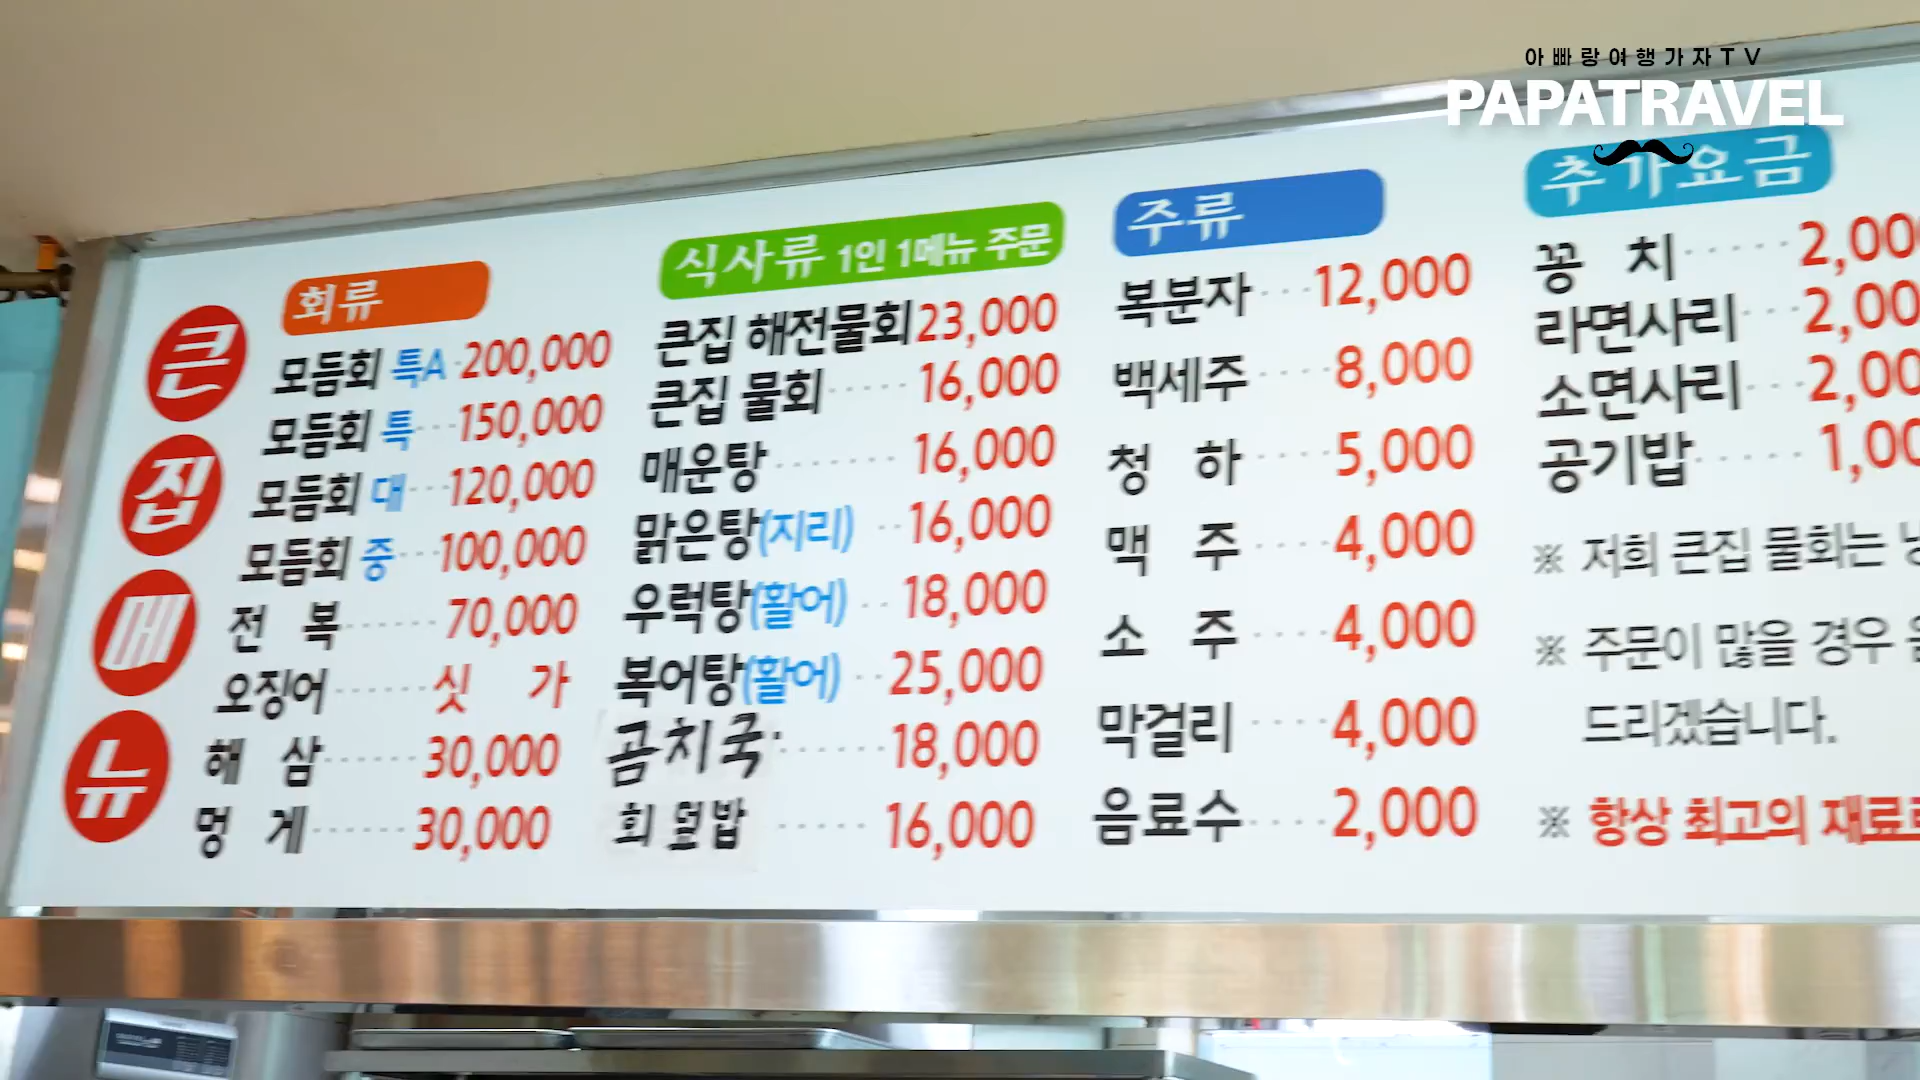 아빠랑여행가자TV
PAPATRAVEL
큰집메뉴
회류
모듬회 특A 200,000
모듬회 특 150,000
모듬회 대 120,000
모듬회 중 100,000
전 복 70,000
오징어 싯 가
해 삼 30,000
멍 게 30,000
식사류 1인 1메뉴 주문
큰집 해전물회 23,000
큰집 물회 16,000
매운탕 16,000
맑은탕(지리) 16,000
우럭탕(활어) 18,000
복어탕(활어) 25,000
곰치국 18,000
회덮밥 16,000
주류
복분자 12,000
백세주 8,000
청 하 5,000
맥 주 4,000
소 주 4,000
막걸리 4,000
음료수 2,000
추가요금
꽁 치 2,00
라면사리 2,00
소면사리 2,00
공기밥 1,00
※ 저희 큰집 물회는
※ 주문이 많을 경우
드리겠습니다.
※ 항상 최고의